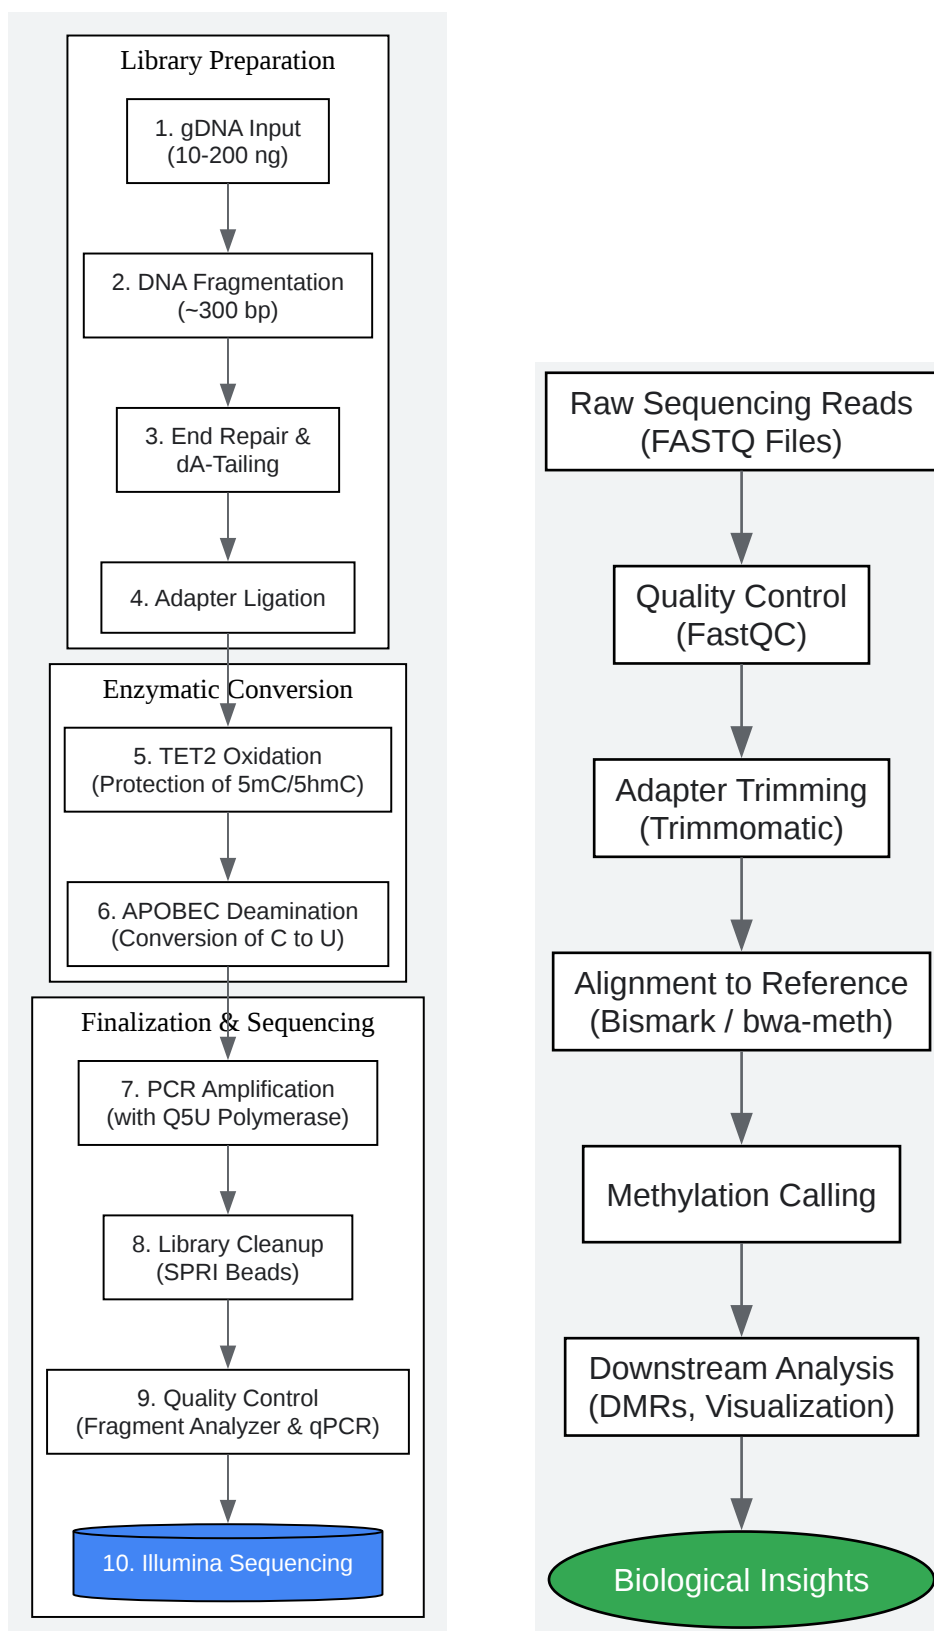 Library Preparation
1. gDNA Input
(10-200 ng)
2. DNA Fragmentation
(~300 bp)
3. End Repair &
dA-Tailing
4. Adapter Ligation
Enzymatic Conversion
5. TET2 Oxidation
(Protection of 5mC/5hmC)
6. APOBEC Deamination
(Conversion of C to U)
Finalization & Sequencing
7. PCR Amplification
(with Q5U Polymerase)
8. Library Cleanup
(SPRI Beads)
9. Quality Control
(Fragment Analyzer & qPCR)
10. Illumina Sequencing
Raw Sequencing Reads
(FASTQ Files)
Quality Control
(FastQC)
Adapter Trimming
(Trimmomatic)
Alignment to Reference
(Bismark / bwa-meth)
Methylation Calling
Downstream Analysis
(DMRs, Visualization)
Biological Insights